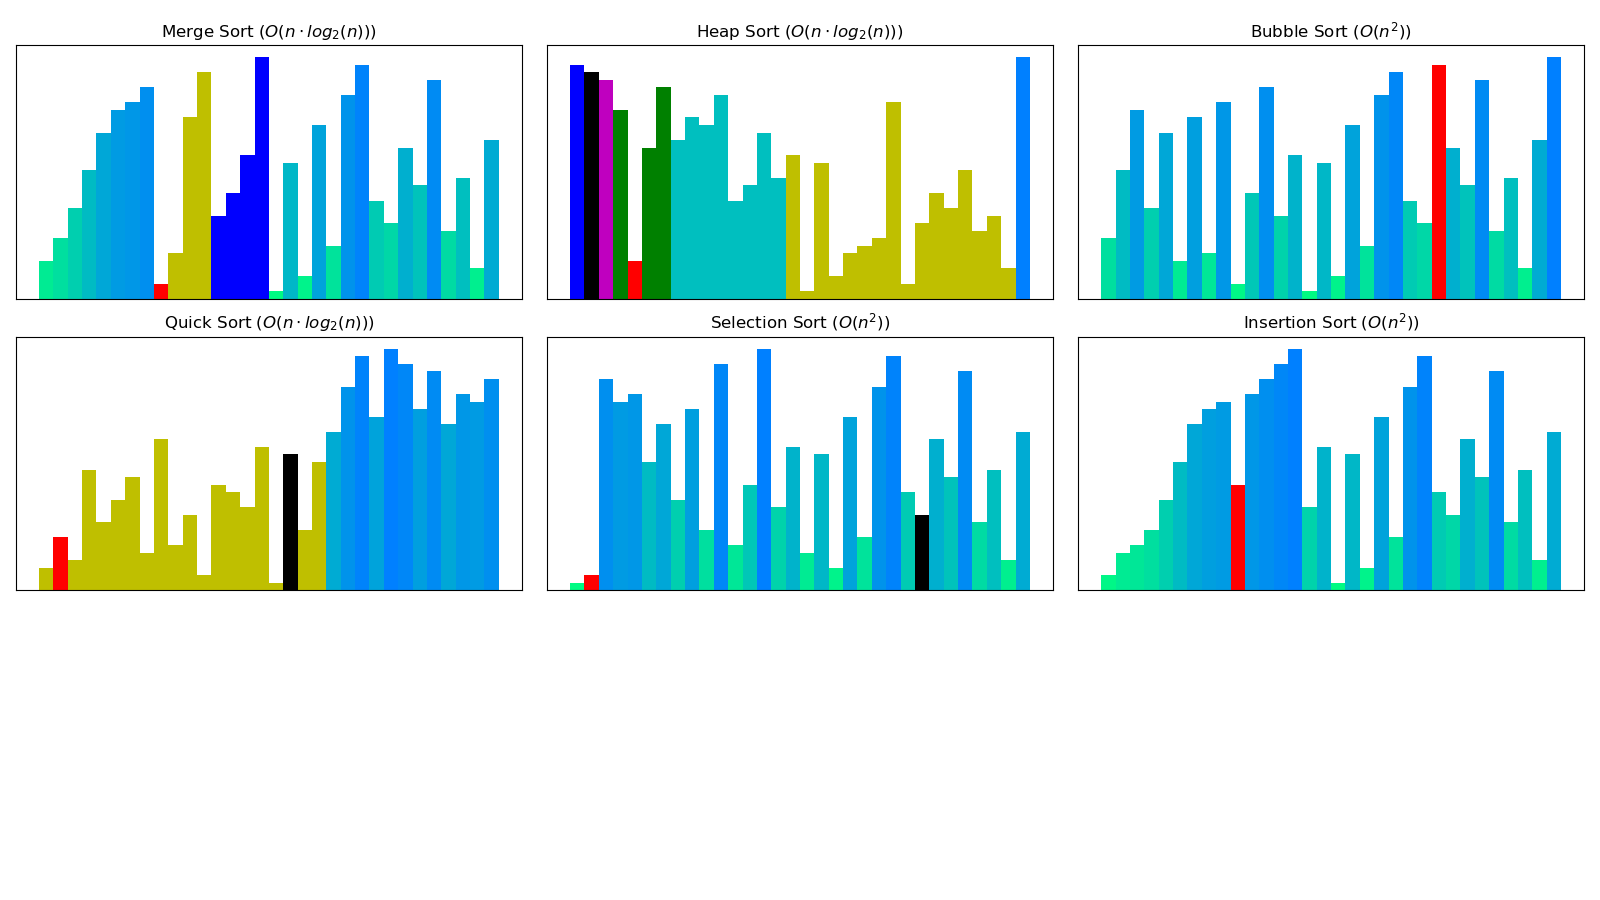 Merge Sort (O(n · log₂(n)))
Heap Sort (O(n · log₂(n)))
Bubble Sort (O(n²))
Quick Sort (O(n · log₂(n)))
Selection Sort (O(n²))
Insertion Sort (O(n²))